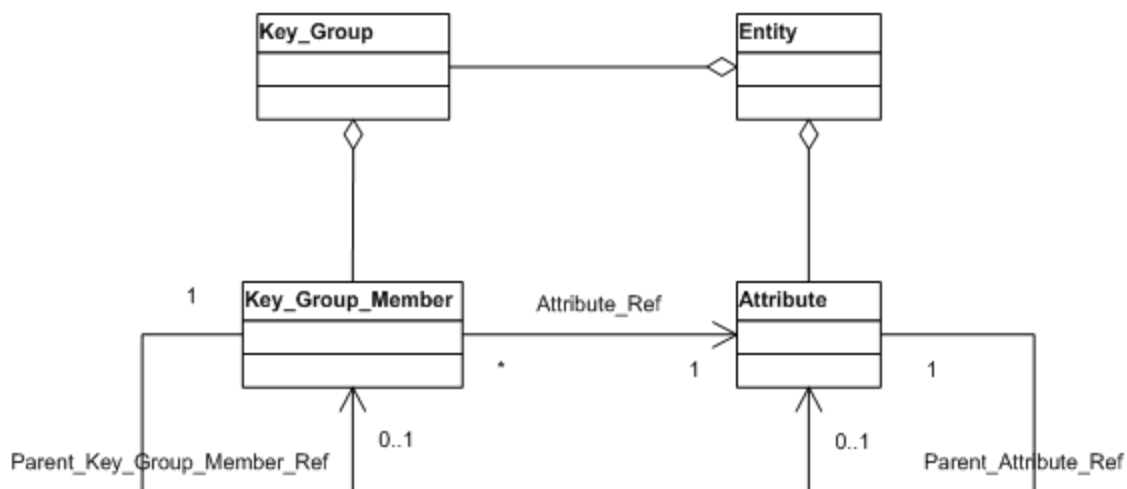 Key_Group
Entity
1
Key_Group_Member
Attribute_Ref
Attribute
*
1
1
0..1
0..1
Parent_Key_Group_Member_Ref
Parent_Attribute_Ref